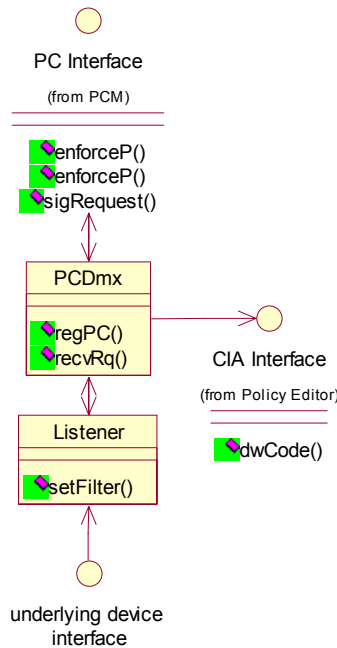 PC Interface
(from PCM)
enforceP()
enforceP()
sigRequest()
PCDmx
regPC()
recvRq()
CIA Interface
(from Policy Editor)
dwCode()
Listener
setFilter()
underlying device
interface